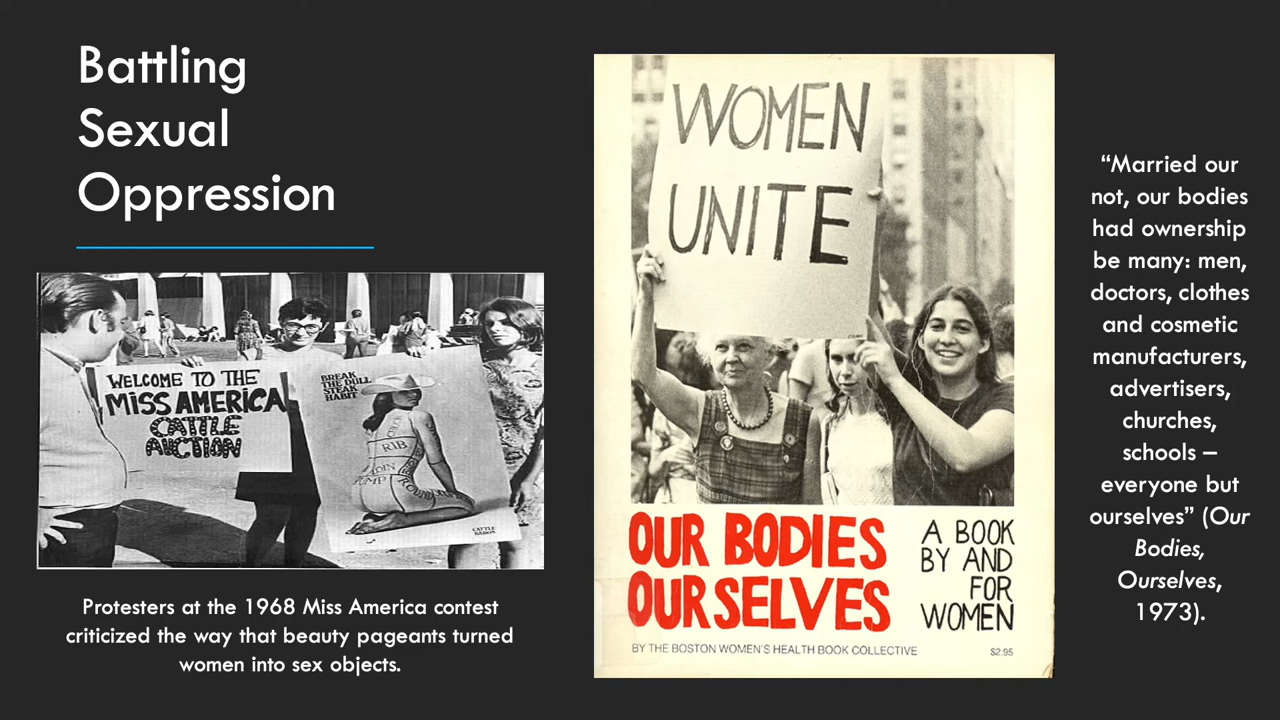 Battling
Sexual
Oppression
WELCOME TO THE
MISS AMERICA
CATTLE
AUCTION
BREAK
THE DULL
STEAK
HABIT
RIB
LOIN
RUMP
ROUND
CATTLE
BARON
Protesters at the 1968 Miss America contest
criticized the way that beauty pageants turned
women into sex objects.
WOMEN
UNITE
OUR BODIES
OURSELVES
A BOOK
BY AND
FOR
WOMEN
BY THE BOSTON WOMEN'S HEALTH BOOK COLLECTIVE
$2.95
“Married our
not, our bodies
had ownership
be many: men,
doctors, clothes
and cosmetic
manufacturers,
advertisers,
churches,
schools –
everyone but
ourselves” (Our
Bodies,
Ourselves,
1973).